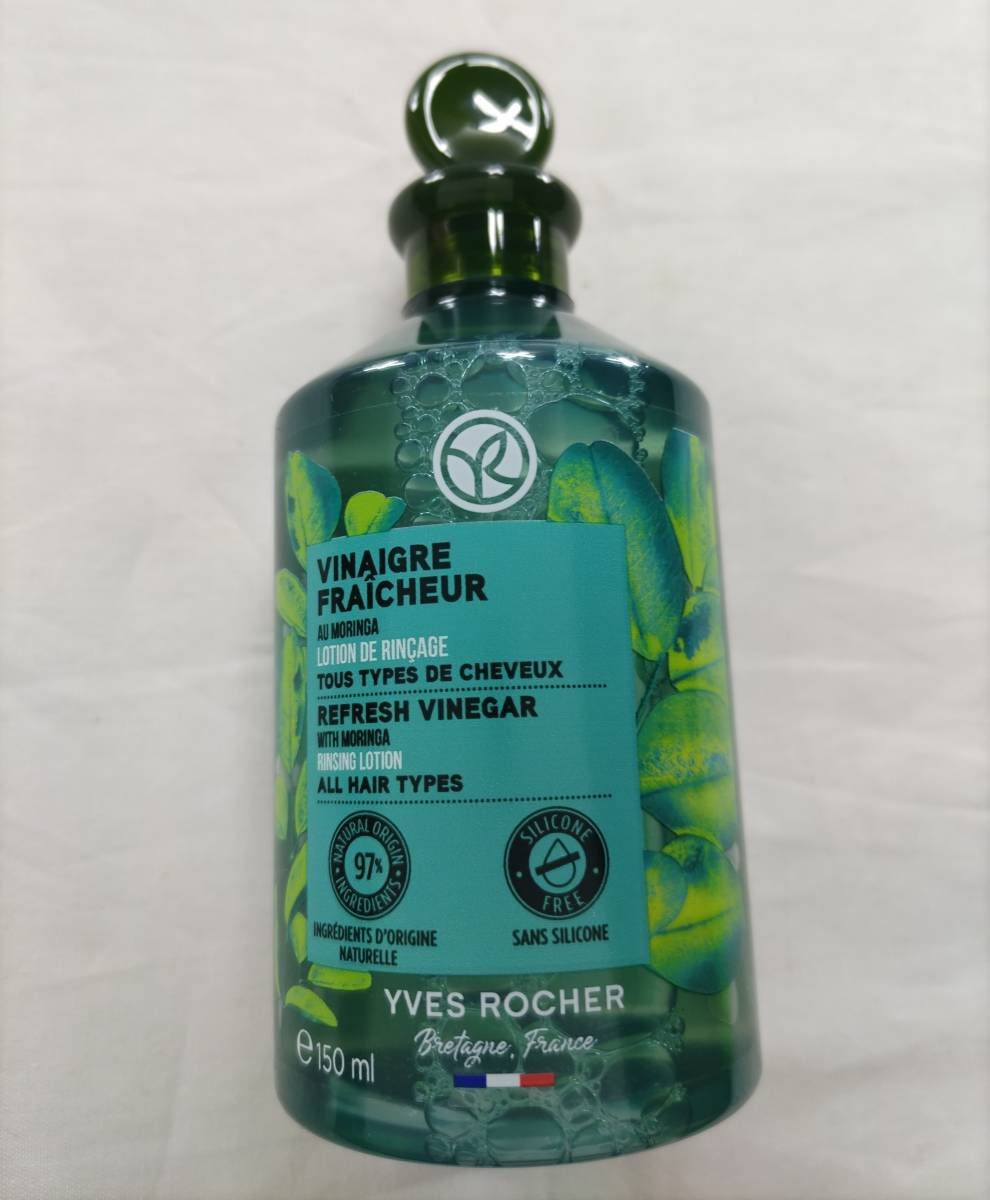 VINAIGRE
FRAÎCHEUR
AU MORINGA
LOTION DE RINÇAGE
TOUS TYPES DE CHEVEUX
REFRESH VINEGAR
WITH MORINGA
RINSING LOTION
ALL HAIR TYPES
NATURAL ORIGIN
97%
INGREDIENTS
INGRÉDIENTS D'ORIGINE
NATURELLE
SILICONE
FREE
SANS SILICONE
YVES ROCHER
Bretagne, France
℮ 150 ml